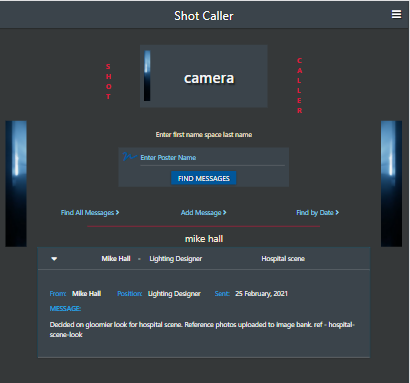 Shot Caller
SHOT
camera
CALLER
Enter first name space last name
Enter Poster Name
FIND MESSAGES
Find All Messages
Add Message
Find by Date
mike hall
Mike Hall - Lighting Designer Hospital scene
From: Mike Hall Position: Lighting Designer Sent: 25 February, 2021
MESSAGE:
Decided on gloomier look for hospital scene. Reference photos uploaded to image bank. ref - hospital-
scene-look